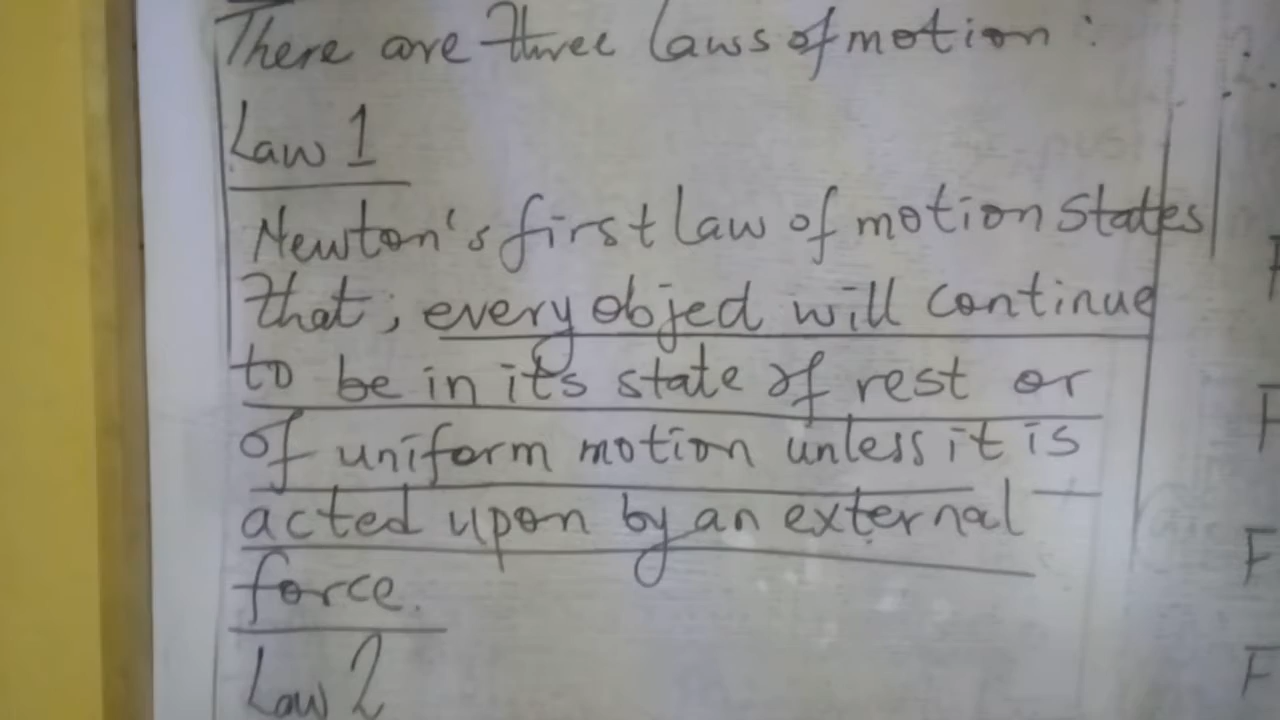 There are three laws of motion :
Law 1
Newton's first law of motion states
that; every object will continue
to be in its state of rest or
of uniform motion unless it is
acted upon by an external
force.
Law 2
F
F
F
F